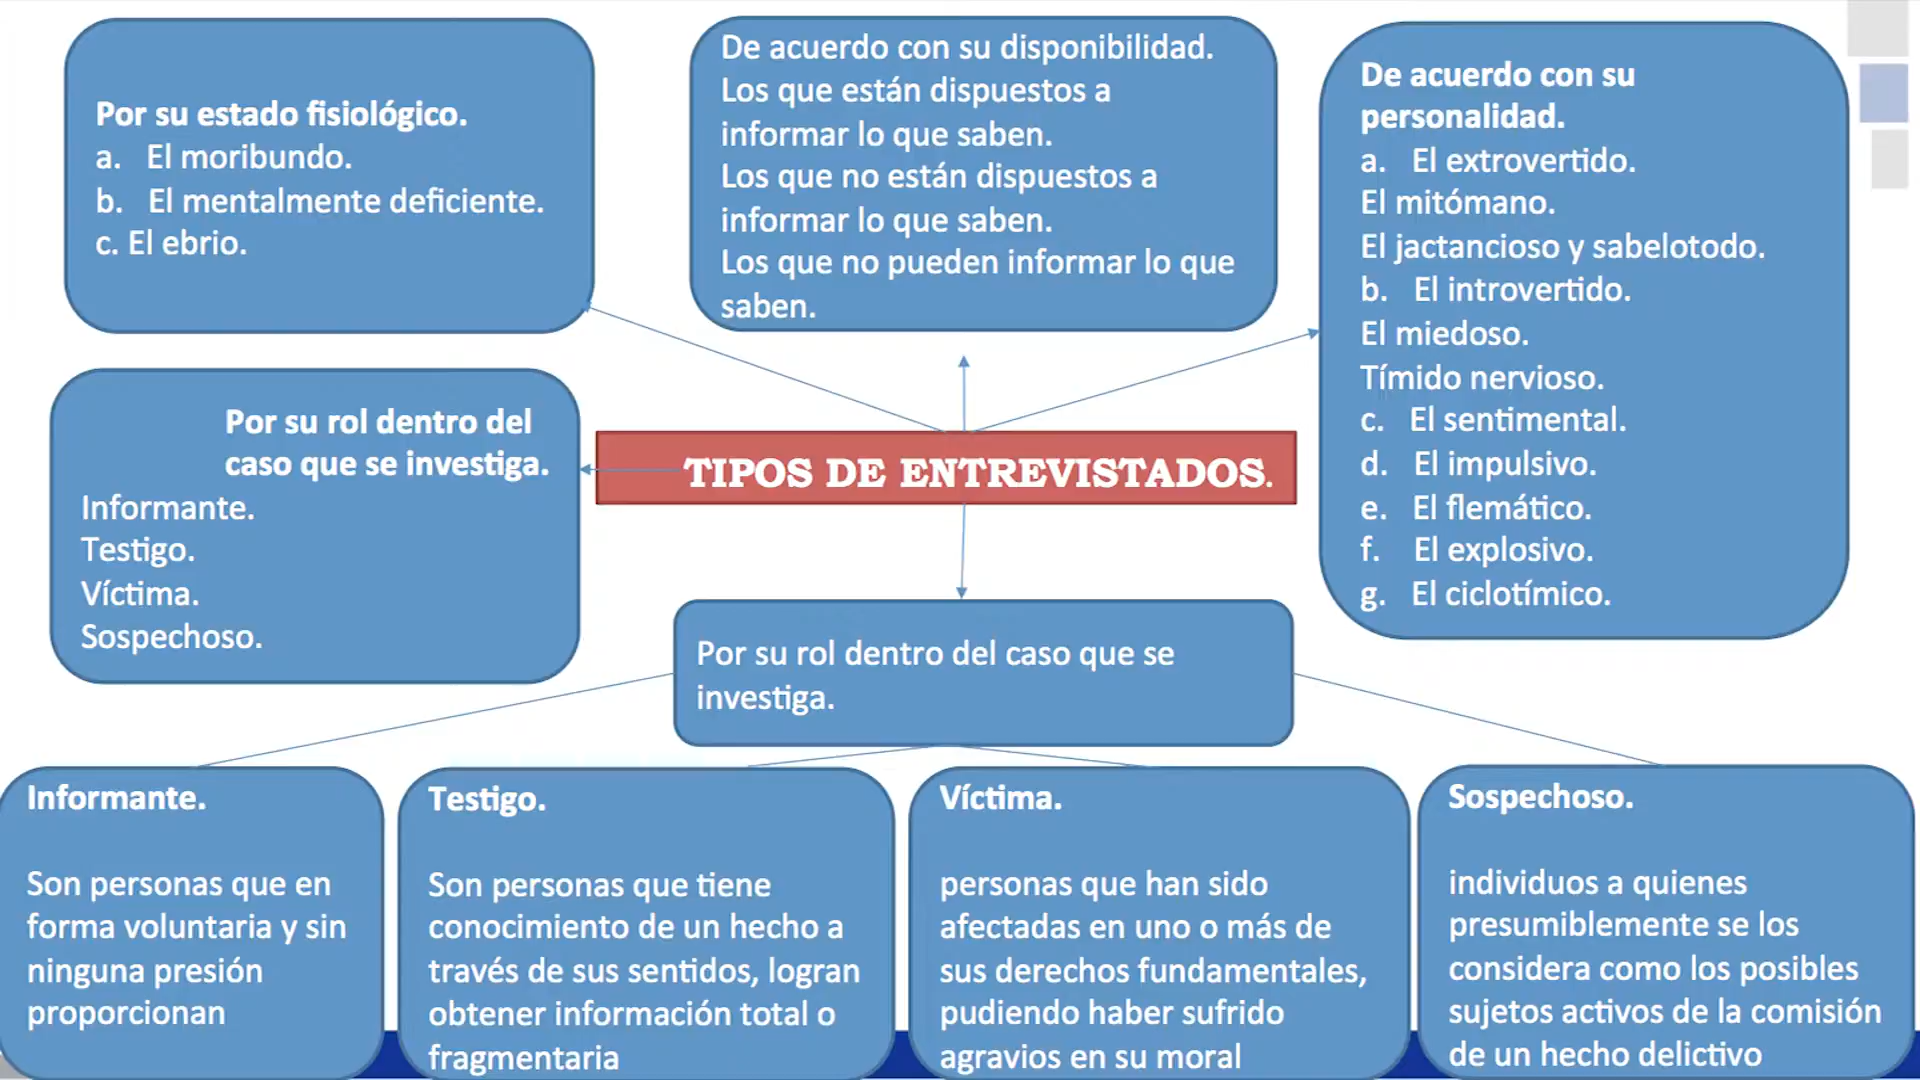 Por su estado fisiológico.
a. El moribundo.
b. El mentalmente deficiente.
c. El ebrio.
De acuerdo con su disponibilidad.
Los que están dispuestos a
informar lo que saben.
Los que no están dispuestos a
informar lo que saben.
Los que no pueden informar lo que
saben.
De acuerdo con su
personalidad.
a. El extrovertido.
El mitómano.
El jactancioso y sabelotodo.
b. El introvertido.
El miedoso.
Tímido nervioso.
c. El sentimental.
d. El impulsivo.
e. El flemático.
f. El explosivo.
g. El ciclotímico.
Por su rol dentro del
caso que se investiga.
Informante.
Testigo.
Víctima.
Sospechoso.
TIPOS DE ENTREVISTADOS.
Por su rol dentro del caso que se
investiga.
Informante.
Son personas que en
forma voluntaria y sin
ninguna presión
proporcionan
Testigo.
Son personas que tiene
conocimiento de un hecho a
través de sus sentidos, logran
obtener información total o
fragmentaria
Víctima.
personas que han sido
afectadas en uno o más de
sus derechos fundamentales,
pudiendo haber sufrido
agravios en su moral
Sospechoso.
individuos a quienes
presumiblemente se los
considera como los posibles
sujetos activos de la comisión
de un hecho delictivo